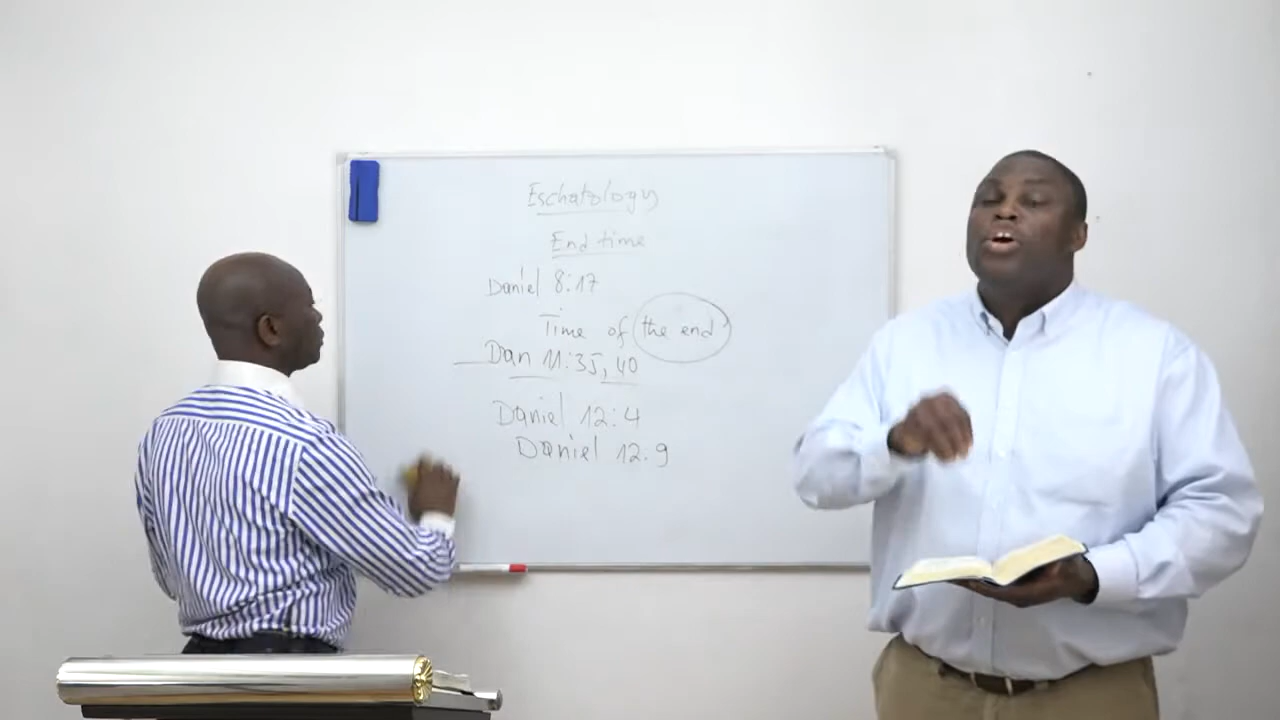 Eschatology
End time
Daniel 8:17
Time of the end
Dan 11:35, 40
Daniel 12:4
Daniel 12.9